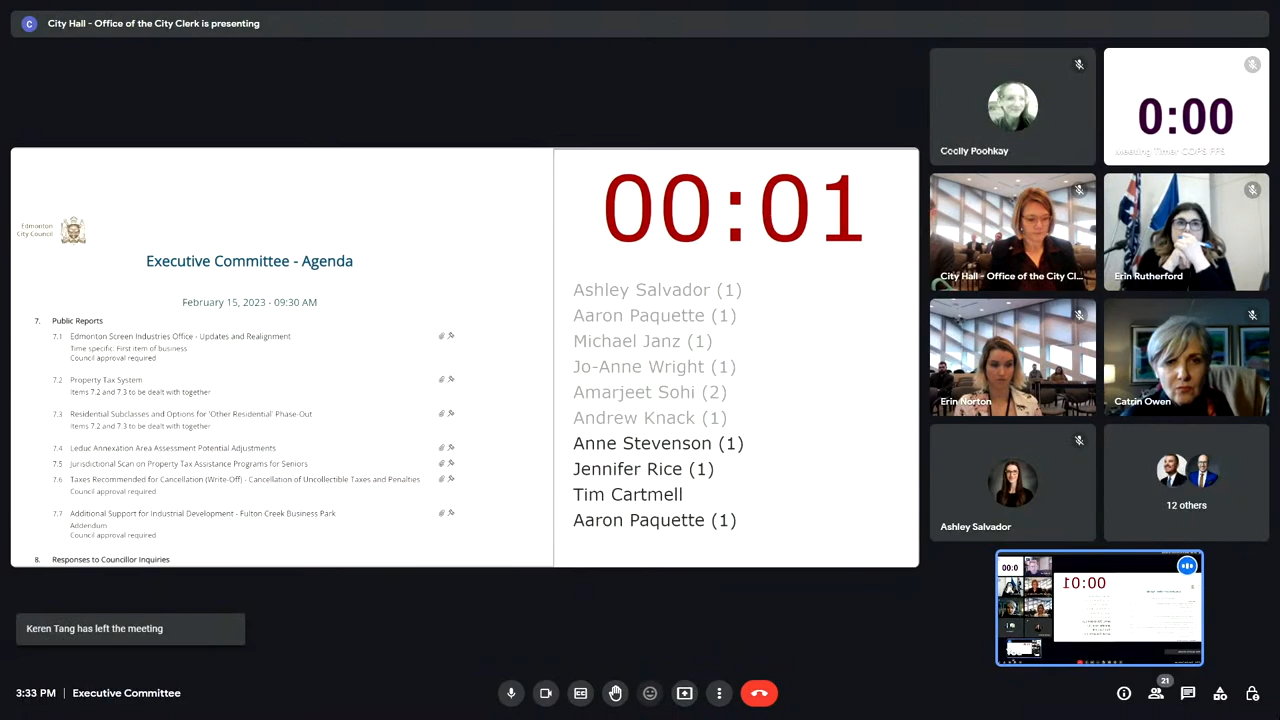 C
City Hall - Office of the City Clerk is presenting
Edmonton
City Council
Executive Committee - Agenda
February 15, 2023 - 09:30 AM
7. Public Reports
7.1 Edmonton Screen Industries Office - Updates and Realignment
Time specific: First item of business
Council approval required
7.2 Property Tax System
Items 7.2 and 7.3 to be dealt with together
7.3 Residential Subclasses and Options for 'Other Residential' Phase-Out
Items 7.2 and 7.3 to be dealt with together
7.4 Leduc Annexation Area Assessment Potential Adjustments
7.5 Jurisdictional Scan on Property Tax Assistance Programs for Seniors
7.6 Taxes Recommended for Cancellation (Write-Off) - Cancellation of Uncollectible Taxes and Penalties
Council approval required
7.7 Additional Support for Industrial Development - Fulton Creek Business Park
Addendum
Council approval required
8. Responses to Councillor Inquiries
00:01
Ashley Salvador (1)
Aaron Paquette (1)
Michael Janz (1)
Jo-Anne Wright (1)
Amarjeet Sohi (2)
Andrew Knack (1)
Anne Stevenson (1)
Jennifer Rice (1)
Tim Cartmell
Aaron Paquette (1)
Cecily Poohkay
0:00
City Hall - Office of the City Cl...
Erin Rutherford
Erin Norton
Catrin Owen
Ashley Salvador
12 others
00:0
00:01
Keren Tang has left the meeting
3:33 PM | Executive Committee
21